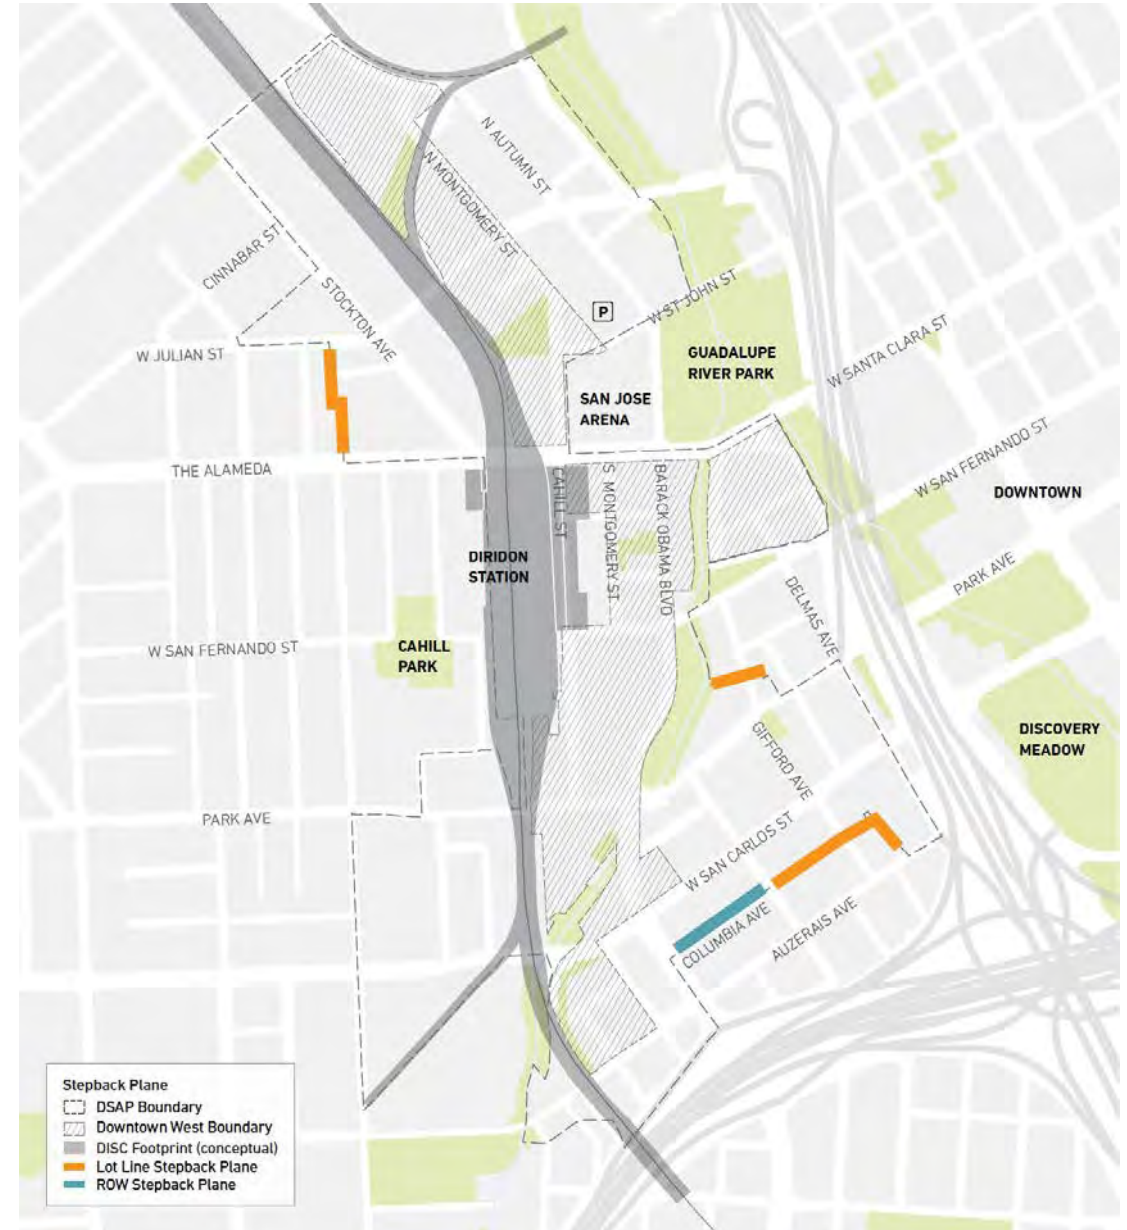 N AUTUMN ST
N MONTGOMERY ST
CINNABAR ST
STOCKTON AVE
W ST JOHN ST
P
W JULIAN ST
GUADALUPE
RIVER PARK
W SANTA CLARA ST
SAN JOSE
ARENA
THE ALAMEDA
W SAN FERNANDO ST
DOWNTOWN
CAHILL ST
S MONTGOMERY ST
BARACK OBAMA BLVD
DIRIDON
STATION
PARK AVE
DELMAS AVE
W SAN FERNANDO ST
CAHILL
PARK
DISCOVERY
MEADOW
GIFFORD AVE
PARK AVE
W SAN CARLOS ST
COLUMBIA AVE
AUZERAIS AVE
Stepback Plane
DSAP Boundary
Downtown West Boundary
DISC Footprint (conceptual)
Lot Line Stepback Plane
ROW Stepback Plane